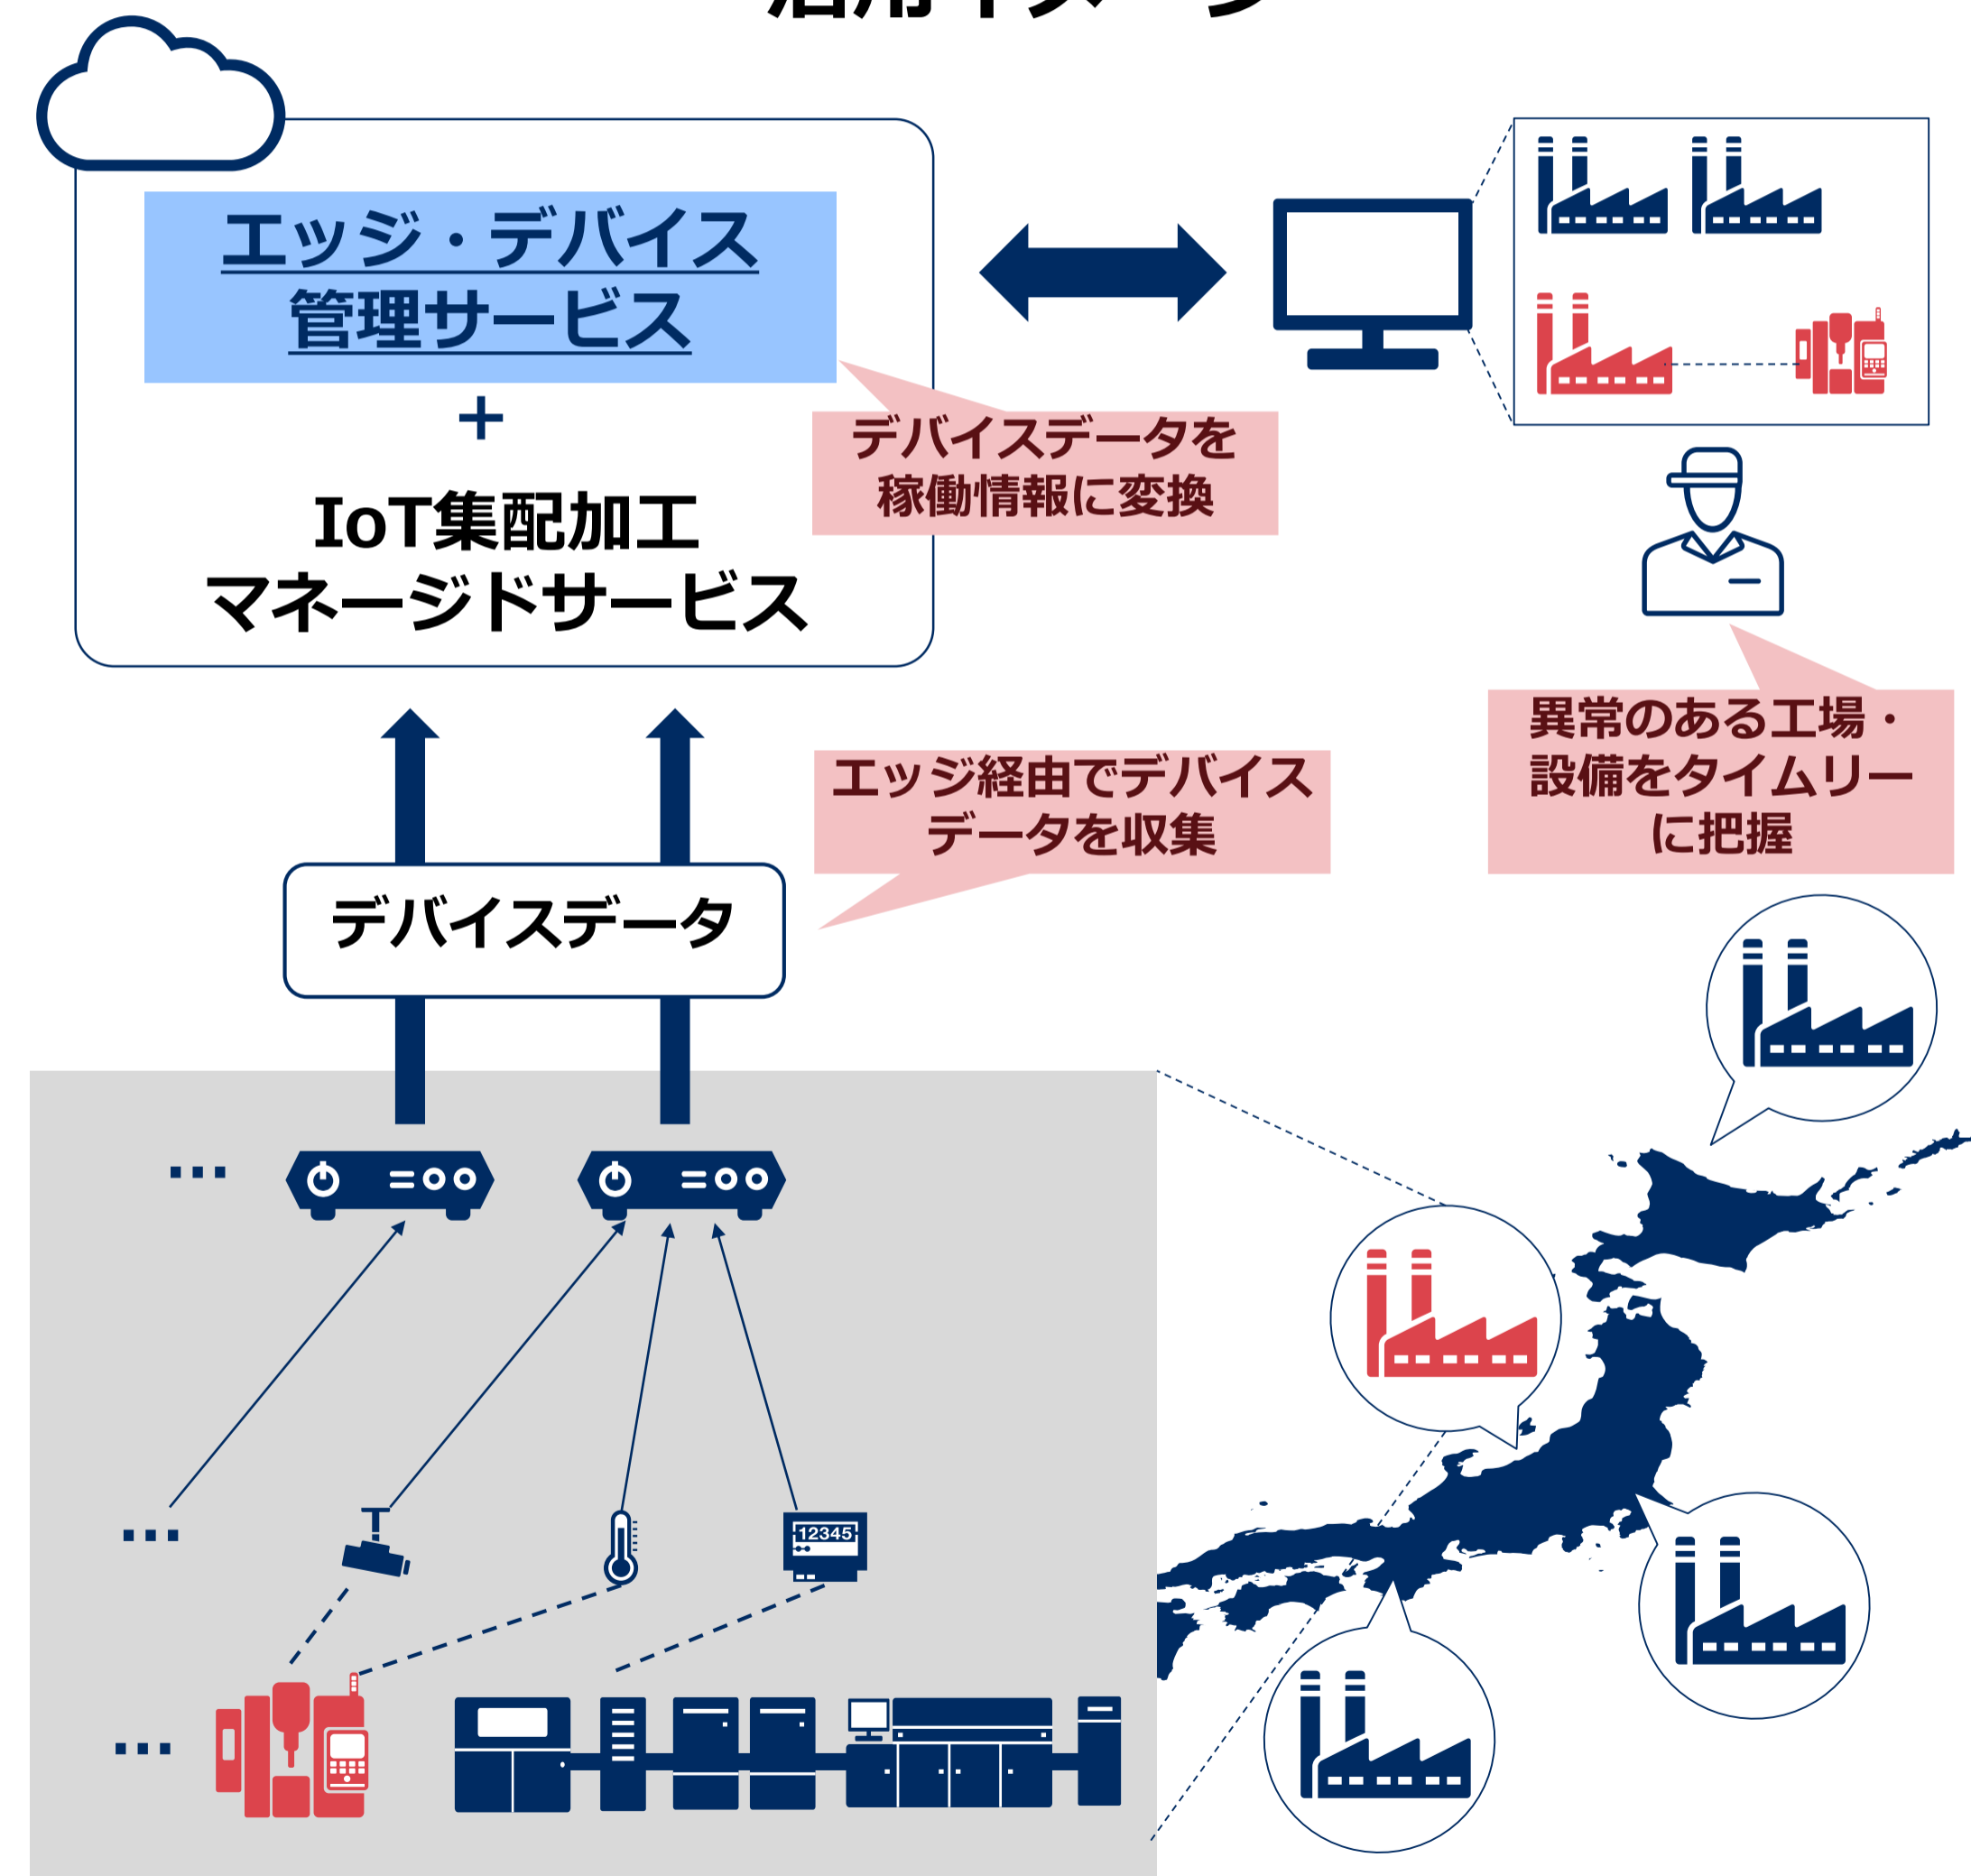 エッジ・デバイス
管理サービス
+
IoT集配加工
マネージドサービス
デバイスデータを
稼働情報に変換
異常のある工場・
設備をタイムリー
に把握
エッジ経由でデバイス
データを収集
デバイスデータ
12345